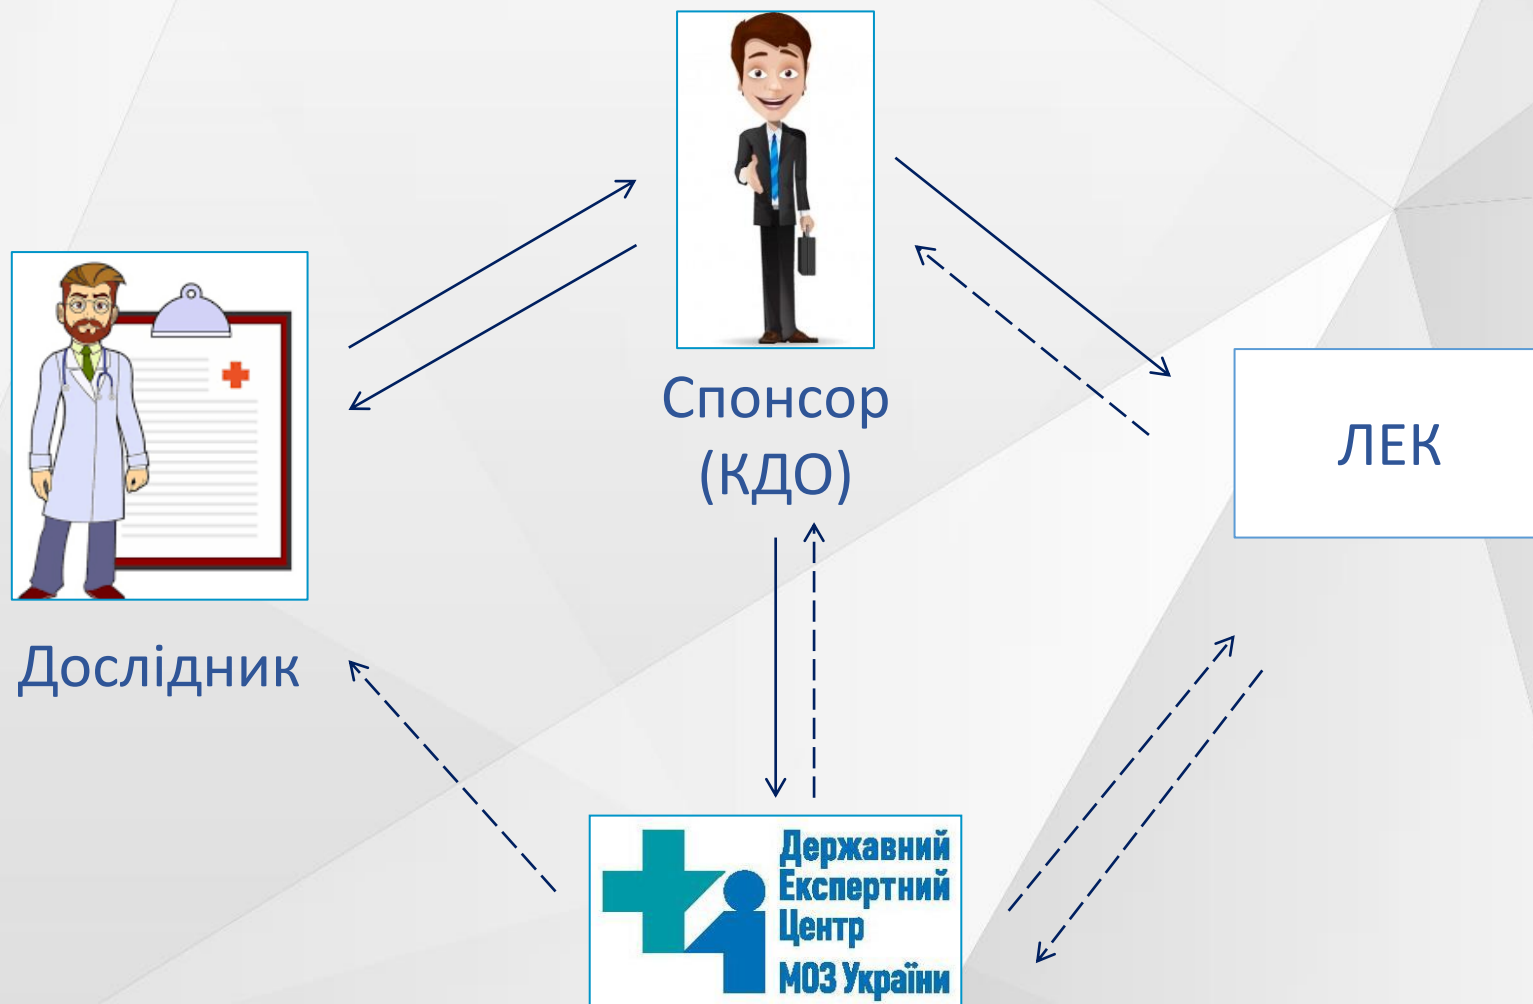 Спонсор
(КДО)
ЛЕК
Дослідник
Державний
Експертний
Центр
МОЗ України